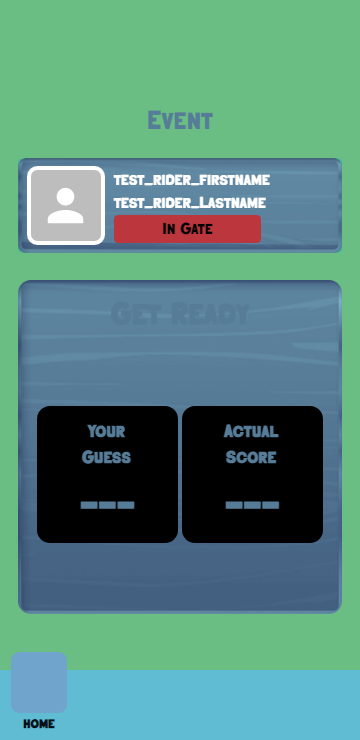 Event
TEST_RIDER_FIRSTNAME
TEST_RIDER_LASTNAME
In Gate
Get Ready
Your
Guess
Actual
Score
___
___
HOME